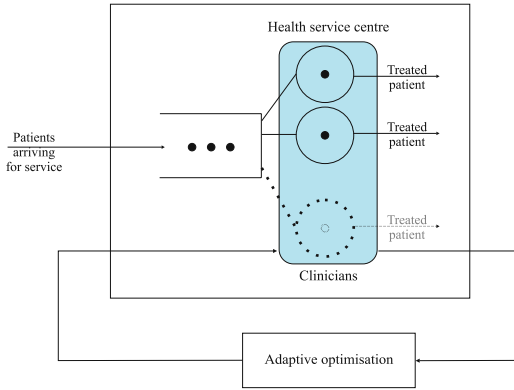 Health service centre
Treated
patient
Patients
arriving
for service
Treated
patient
Treated
patient
Clinicians
Adaptive optimisation